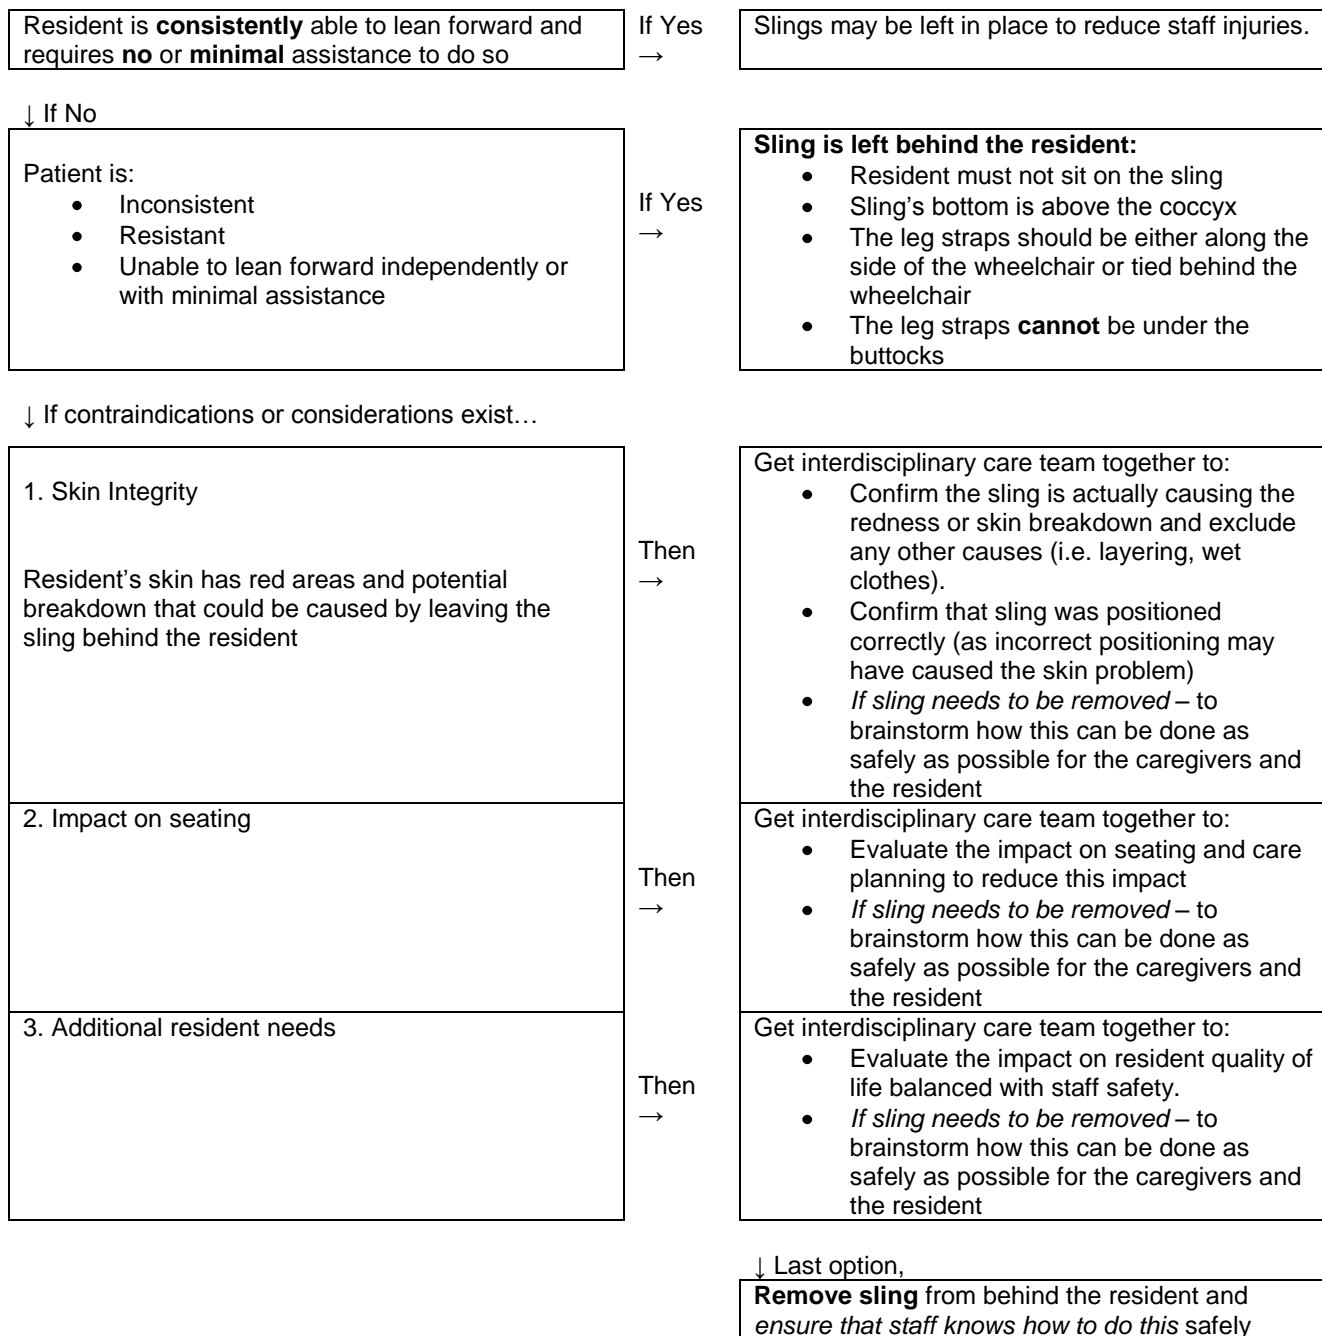 Resident is consistently able to lean forward and
requires no or minimal assistance to do so
If Yes
→
Slings may be left in place to reduce staff injuries.
↓ If No
Patient is:
• Inconsistent
• Resistant
• Unable to lean forward independently or
with minimal assistance
If Yes
→
Sling is left behind the resident:
• Resident must not sit on the sling
• Sling's bottom is above the coccyx
• The leg straps should be either along the
side of the wheelchair or tied behind the
wheelchair
• The leg straps cannot be under the
buttocks
↓ If contraindications or considerations exist…
1. Skin Integrity
Resident's skin has red areas and potential
breakdown that could be caused by leaving the
sling behind the resident
Then
→
Get interdisciplinary care team together to:
• Confirm the sling is actually causing the
redness or skin breakdown and exclude
any other causes (i.e. layering, wet
clothes).
• Confirm that sling was positioned
correctly (as incorrect positioning may
have caused the skin problem)
• If sling needs to be removed – to
brainstorm how this can be done as
safely as possible for the caregivers and
the resident
2. Impact on seating
Then
→
Get interdisciplinary care team together to:
• Evaluate the impact on seating and care
planning to reduce this impact
• If sling needs to be removed – to
brainstorm how this can be done as
safely as possible for the caregivers and
the resident
3. Additional resident needs
Then
→
Get interdisciplinary care team together to:
• Evaluate the impact on resident quality of
life balanced with staff safety.
• If sling needs to be removed – to
brainstorm how this can be done as
safely as possible for the caregivers and
the resident
↓ Last option,
Remove sling from behind the resident and
ensure that staff knows how to do this safely